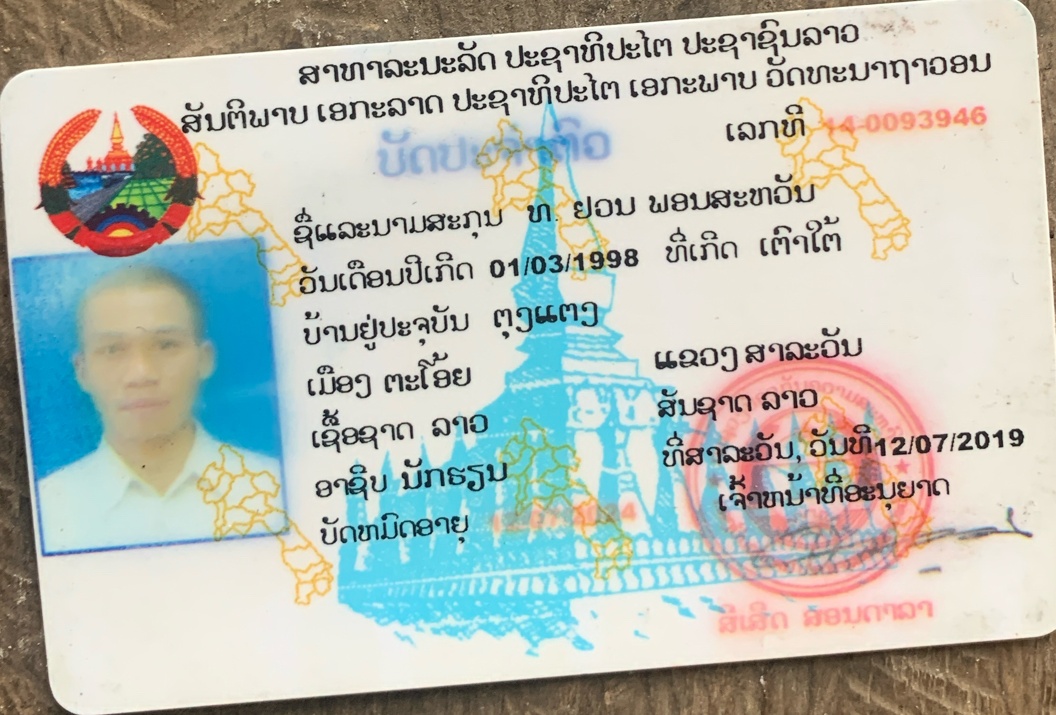 ສາທາລະນະລັດ ປະຊາທິປະໄຕ ປະຊາຊົນລາວ
ສັນຕິພາບ ເອກະລາດ ປະຊາທິປະໄຕ ເອກະພາບ ວັດທະນາຖາວອນ
ບັດປະຈຳຕົວ
ເລກທີ 14-0093946
ຊື່ແລະນາມສະກຸນ ທ. ຢວນ ພອນສະຫວັນ
ວັນເດືອນປີເກີດ 01/03/1998 ທີ່ເກີດ ເຕົາໃຕ້
ບ້ານຢູ່ປະຈຸບັນ ຕຸງແຕງ
ເມືອງ ຕະໂອ້ຍ ແຂວງ ສາລະວັນ
ເຊື້ອຊາດ ລາວ ສັນຊາດ ລາວ
ອາຊີບ ນັກຮຽນ ທີ່ສາລະວັນ, ວັນທີ12/07/2019
ບັດຫມົດອາຍຸ ເຈົ້າຫນ້າທີ່ອະນຸຍາດ
ສີເສີດ ສອນດາລາ